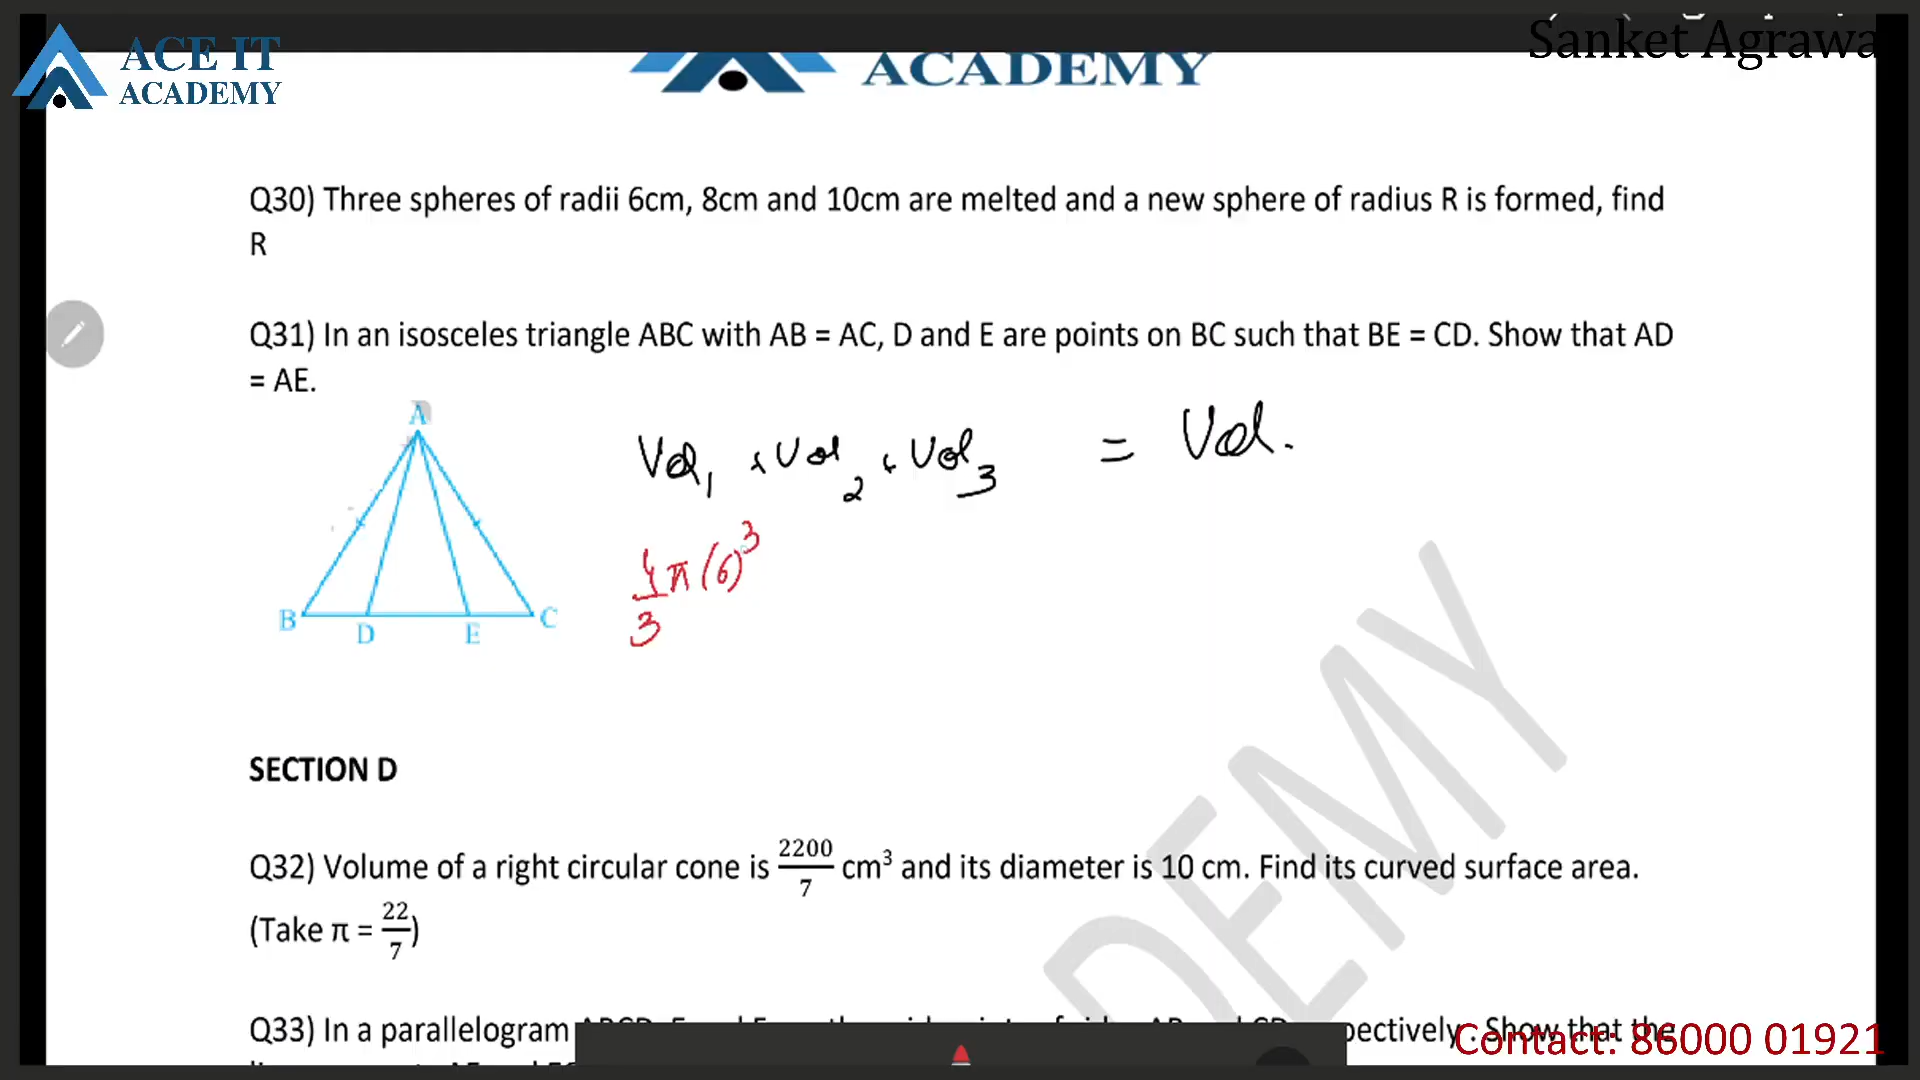 ACE IT
ACADEMY
ACADEMY
Sanket Agrawa
Q30) Three spheres of radii 6cm, 8cm and 10cm are melted and a new sphere of radius R is formed, find
R
Q31) In an isosceles triangle ABC with AB = AC, D and E are points on BC such that BE = CD. Show that AD
= AE.
A
B
D
E
C
Vol₁ + Vol₂ + Vol₃ = Vol.
4/3 π (6)³
SECTION D
Q32) Volume of a right circular cone is 2200/7 cm³ and its diameter is 10 cm. Find its curved surface area.
(Take π = 22/7)
Q33) In a parallelogram
pectively. Show that the
Contact: 86000 01921
DEMY